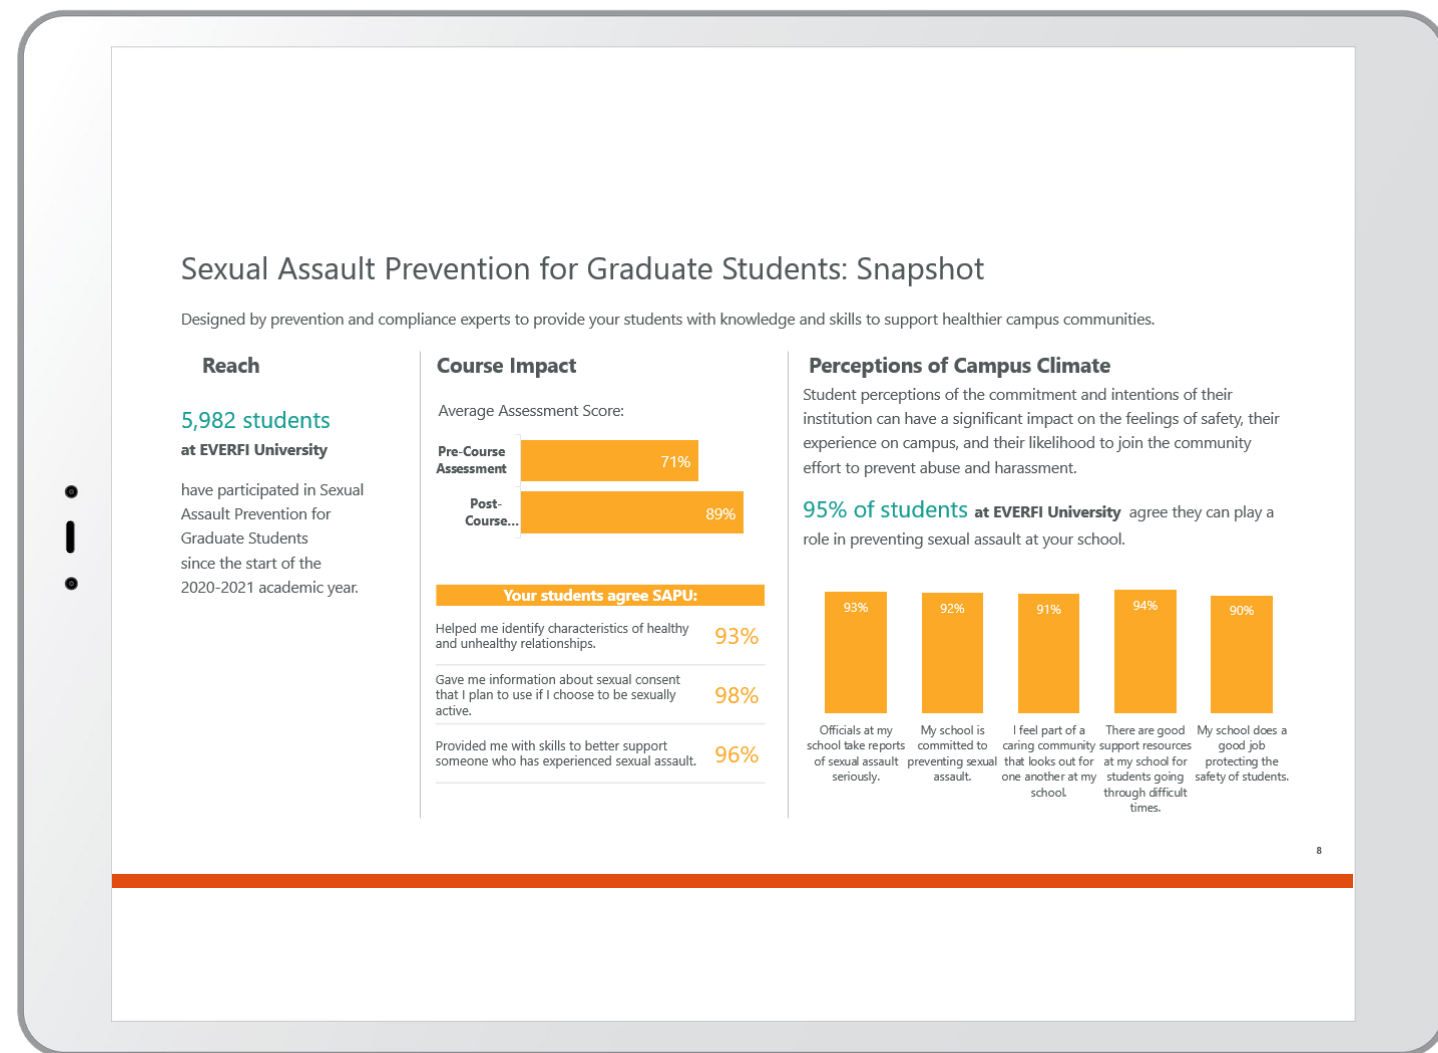 Sexual Assault Prevention for Graduate Students: Snapshot
Designed by prevention and compliance experts to provide your students with knowledge and skills to support healthier campus communities.
Reach
5,982 students
at EVERFI University
have participated in Sexual
Assault Prevention for
Graduate Students
since the start of the
2020-2021 academic year.
Course Impact
Average Assessment Score:
Pre-Course
Assessment
71%
Post-
Course...
89%
Your students agree SAPU:
Helped me identify characteristics of healthy
and unhealthy relationships.
93%
Gave me information about sexual consent
that I plan to use if I choose to be sexually
active.
98%
Provided me with skills to better support
someone who has experienced sexual assault.
96%
Perceptions of Campus Climate
Student perceptions of the commitment and intentions of their
institution can have a significant impact on the feelings of safety, their
experience on campus, and their likelihood to join the community
effort to prevent abuse and harassment.
95% of students at EVERFI University agree they can play a
role in preventing sexual assault at your school.
93%
92%
91%
94%
90%
Officials at my
school take reports
of sexual assault
seriously.
My school is
committed to
preventing sexual
assault.
I feel part of a
caring community
that looks out for
one another at my
school.
There are good
support resources
at my school for
students going
through difficult
times.
My school does a
good job
protecting the
safety of students.
8